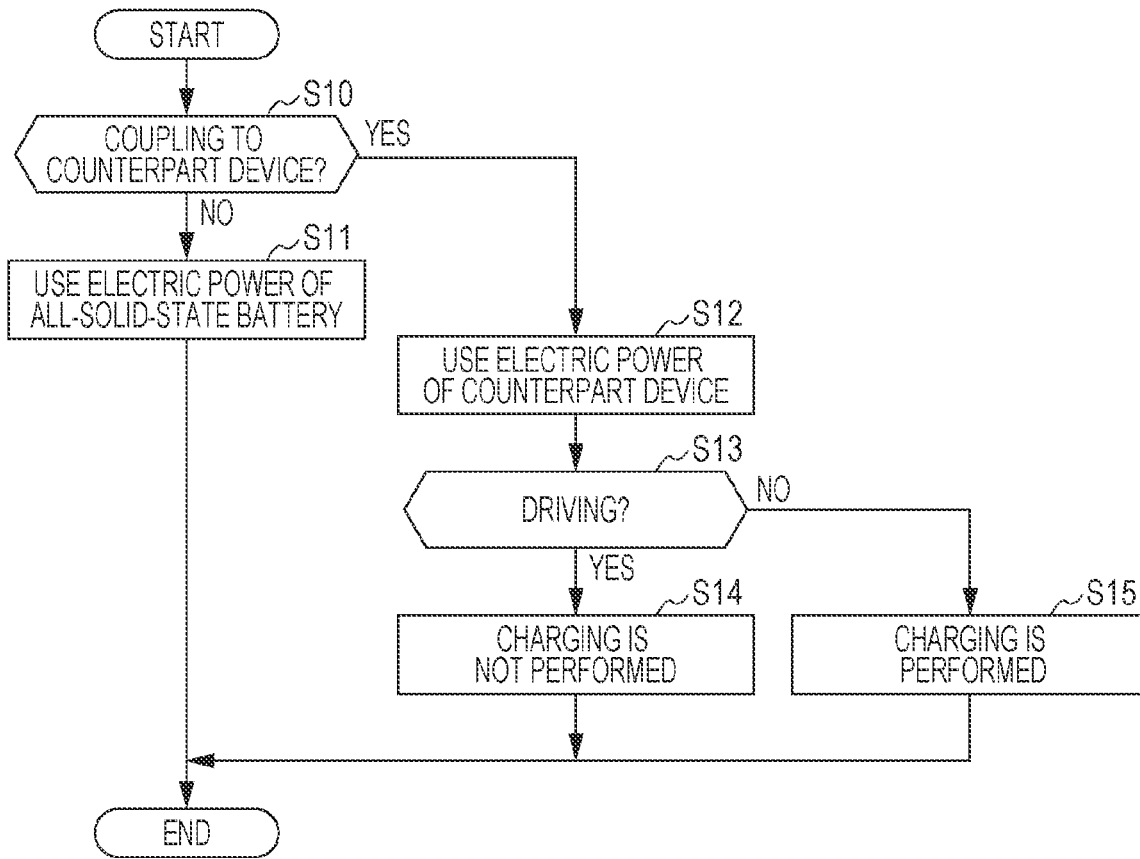 START
S10
COUPLING TO
COUNTERPART DEVICE?
YES
NO
S11
USE ELECTRIC POWER OF
ALL-SOLID-STATE BATTERY
S12
USE ELECTRIC POWER
OF COUNTERPART DEVICE
S13
DRIVING?
NO
YES
S14
CHARGING IS
NOT PERFORMED
S15
CHARGING IS
PERFORMED
END